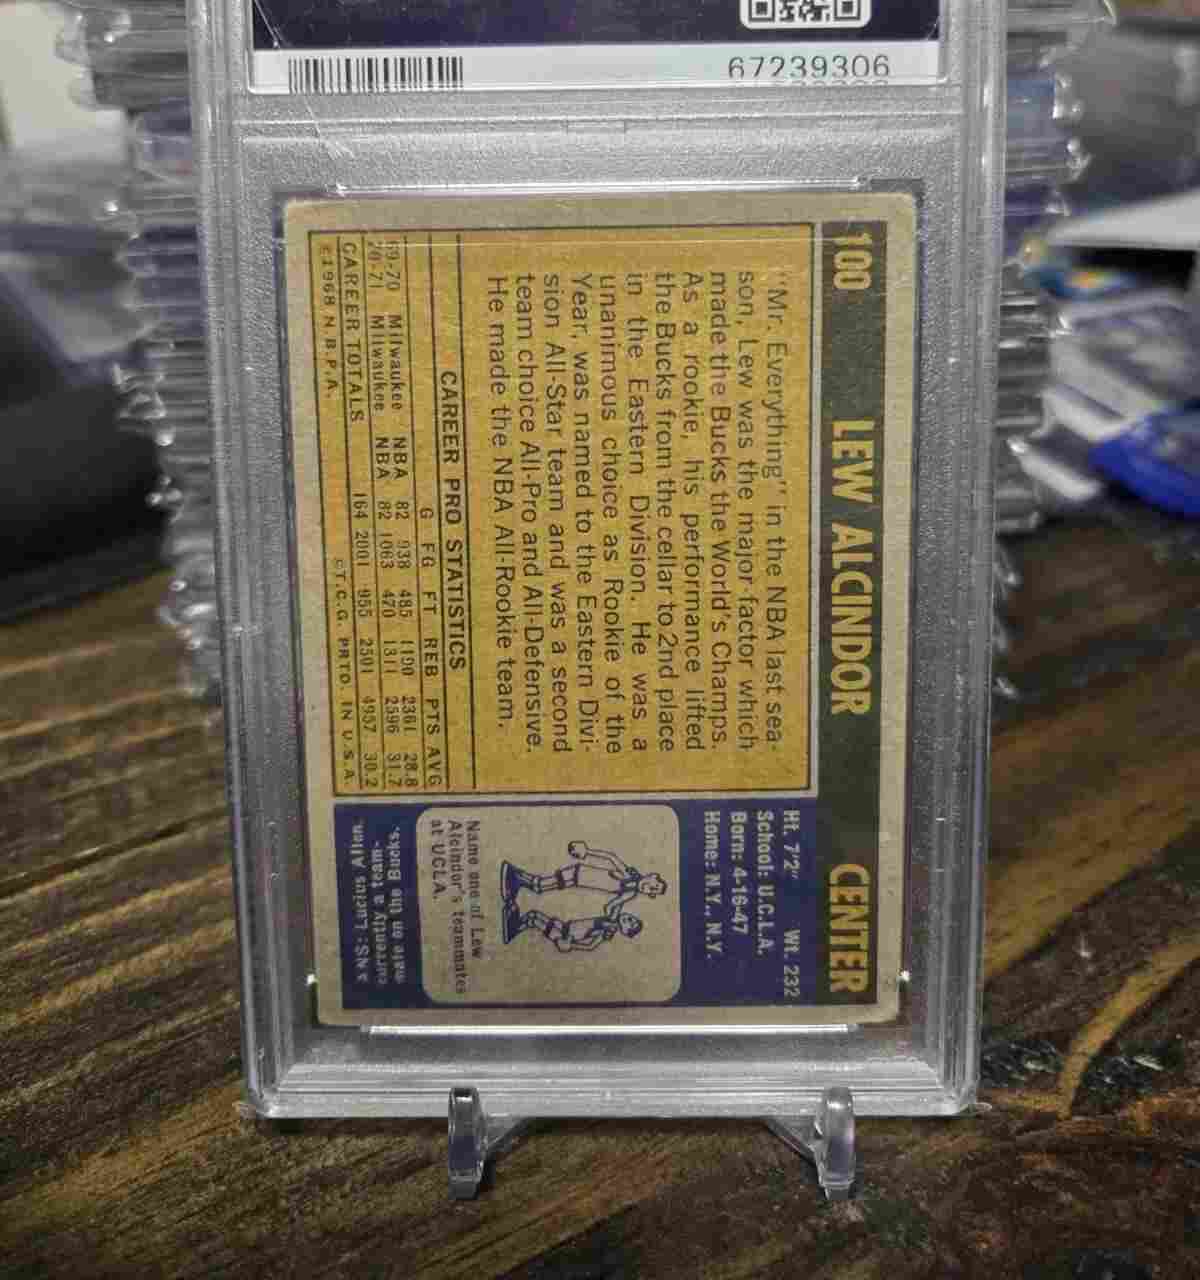 67239306
100 LEW ALCINDOR CENTER
"Mr. Everything" in the NBA last sea-
son, Lew was the major factor which
made the Bucks the World's Champs.
As a rookie, his performance lifted
the Bucks from the cellar to 2nd place
in the Eastern Division. He was a
unanimous choice as Rookie of the
Year, was named to the Eastern Divi-
sion All-Star team and was a second
team choice All-Pro and All-Defensive.
He made the NBA All-Rookie team.
CAREER PRO STATISTICS
G FG FT REB PTS AVG
69-70 Milwaukee NBA 82 938 485 1190 2361 28.8
70-71 Milwaukee NBA 82 1063 470 1311 2596 31.7
CAREER TOTALS 164 2001 955 2501 4957 30.2
©1968 N.B.P.A. ©T.C.G. PRTD. IN U.S.A.
Ht. 7'2" Wt. 232
School: U.C.L.A.
Born: 4-16-47
Home: N.Y., N.Y.
Name one of Lew
Alcindor's teammates
at UCLA.
ANS: Lucius Allen
currently a team-
mate on the Bucks.